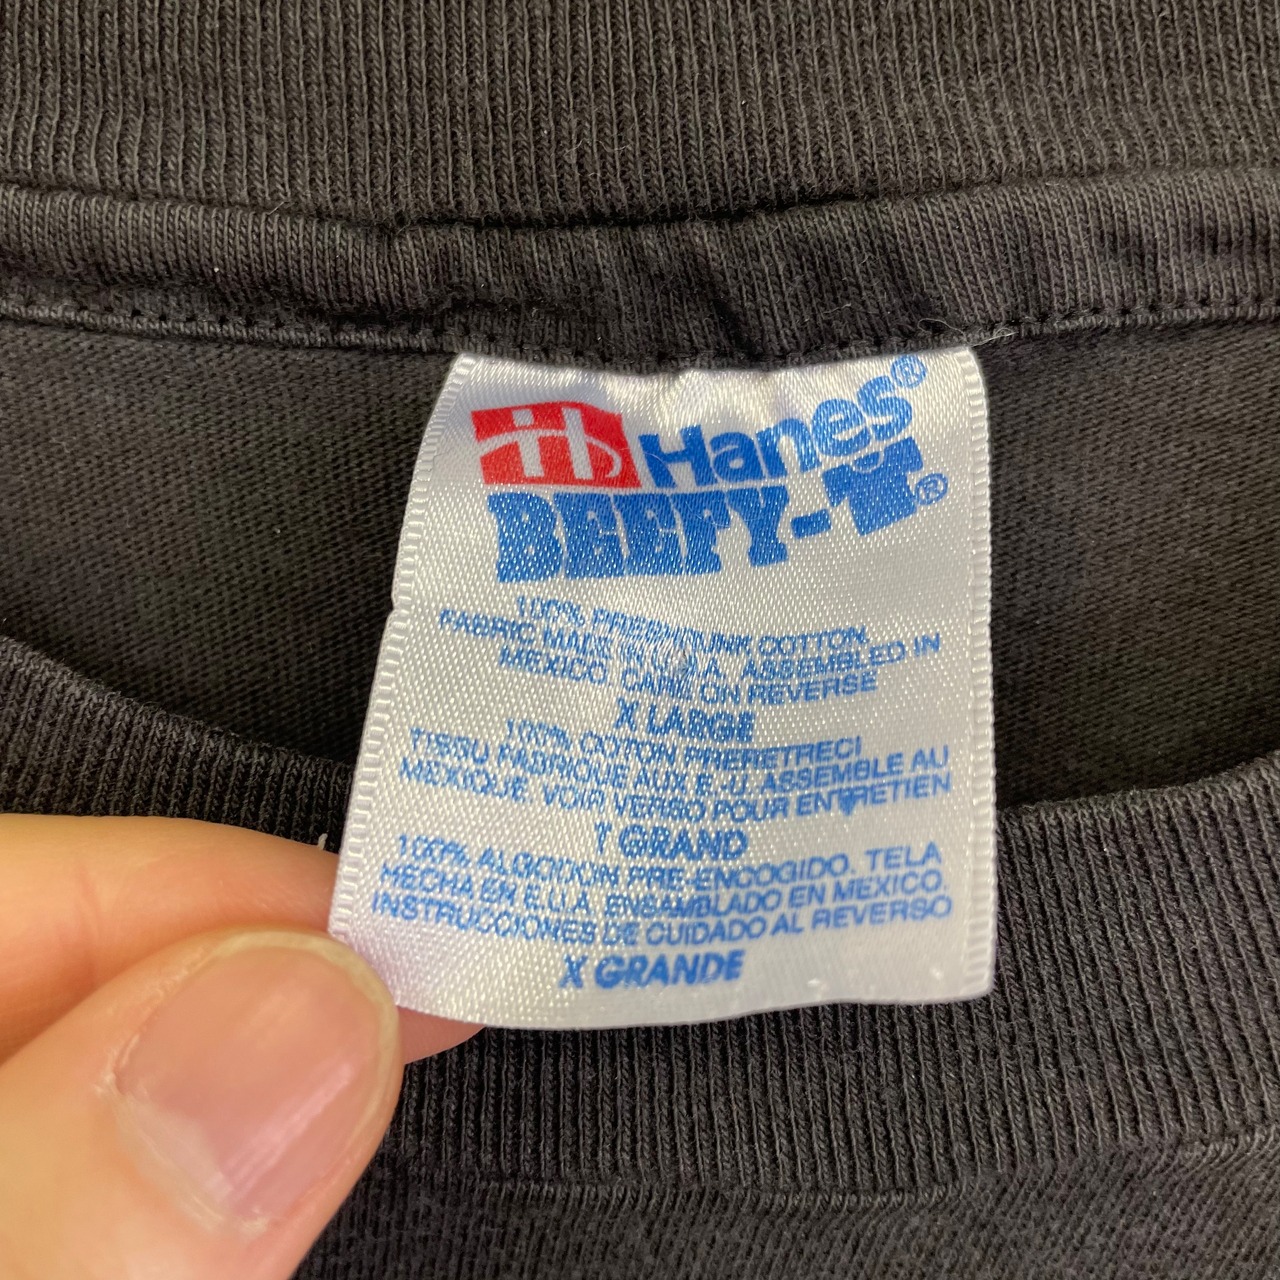 Hanes®
BEEFY-T®
100% PRESHRUNK COTTON
FABRIC MADE IN U.S.A. ASSEMBLED IN
MEXICO. CARE ON REVERSE
X LARGE
100% COTTON PRERETRECI
TISSU FABRIQUE AUX E.-U. ASSEMBLE AU
MEXIQUE. VOIR VERSO POUR ENTRETIEN
T GRAND
100% ALGODON PRE-ENCOGIDO. TELA
HECHA EN E.U.A. ENSAMBLADO EN MEXICO.
INSTRUCCIONES DE CUIDADO AL REVERSO
X GRANDE